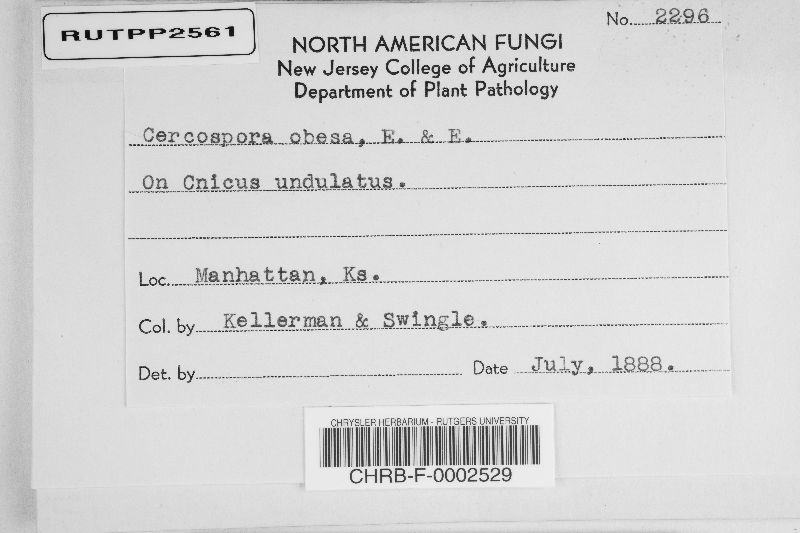 RUTPP2561
No. 2296
NORTH AMERICAN FUNGI
New Jersey College of Agriculture
Department of Plant Pathology
Cercospora obesa, E. & E.
On Cnicus undulatus.
Loc. Manhattan, Ks.
Col. by Kellerman & Swingle.
Det. by Date July, 1888.
CHRYSLER HERBARIUM - RUTGERS UNIVERSITY
CHRB-F-0002529